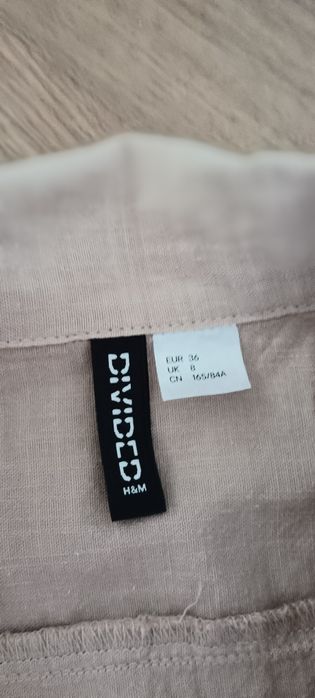 DIVIDED
H&M
EUR 36
UK 8
CN 165/84A